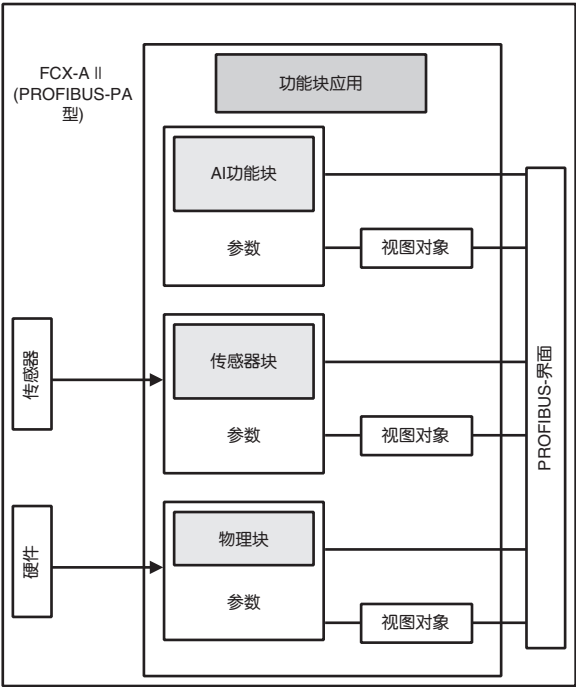 FCX-A Ⅱ
(PROFIBUS-PA
型)
功能块应用
AI功能块
参数
视图对象
传感器
传感器块
参数
视图对象
PROFIBUS-界面
硬件
物理块
参数
视图对象